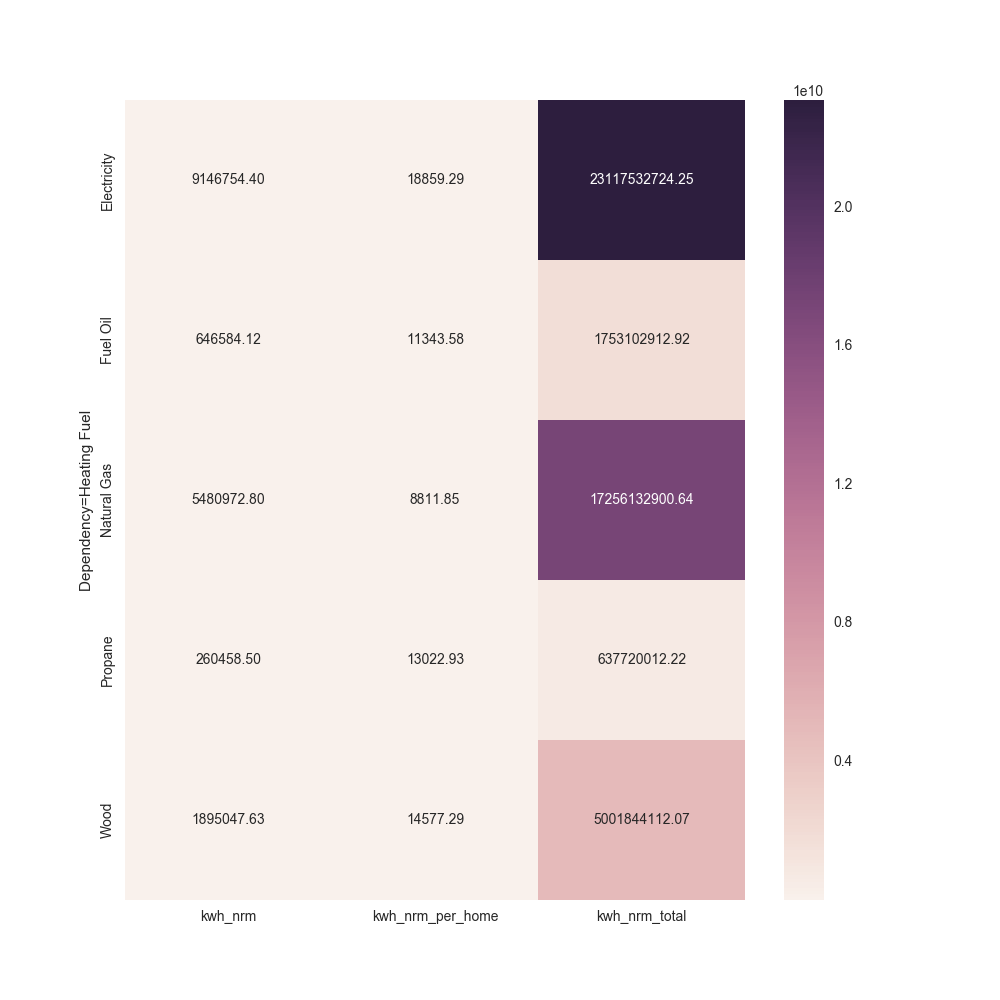 1e10
Electricity 9146754.40 18859.29 23117532724.25
2.0
Fuel Oil 646584.12 11343.58 1753102912.92
1.6
Dependency=Heating Fuel
Natural Gas 5480972.80 8811.85 17256132900.64
1.2
0.8
Propane 260458.50 13022.93 637720012.22
0.4
Wood 1895047.63 14577.29 5001844112.07
kwh_nrm kwh_nrm_per_home kwh_nrm_total